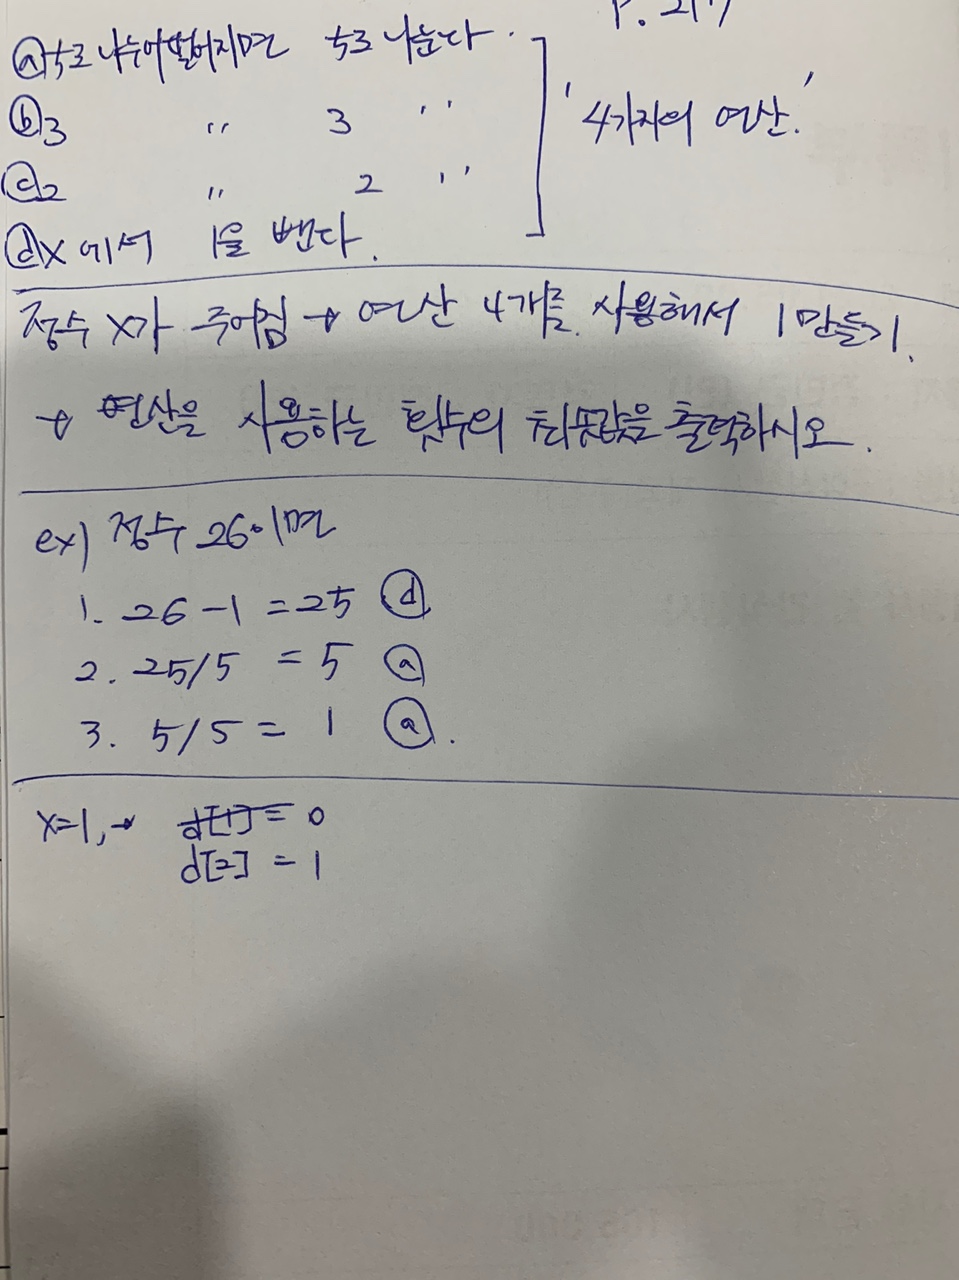 P. 217
ⓐ 5로 나누어떨어지면 5로 나눈다.
ⓑ 3 〃 3 〃
ⓒ 2 〃 2 〃
ⓓ X에서 1을 뺀다.
'4가지의 연산.'
정수 X가 주어짐 → 연산 4개를 사용해서 1 만들기.
→ 연산을 사용하는 횟수의 최솟값을 출력하시오.
ex) 정수 26이면
1. 26 - 1 = 25 ⓓ
2. 25/5 = 5 ⓐ
3. 5/5 = 1 ⓐ.
X=1, → d[1] = 0
d[2] = 1